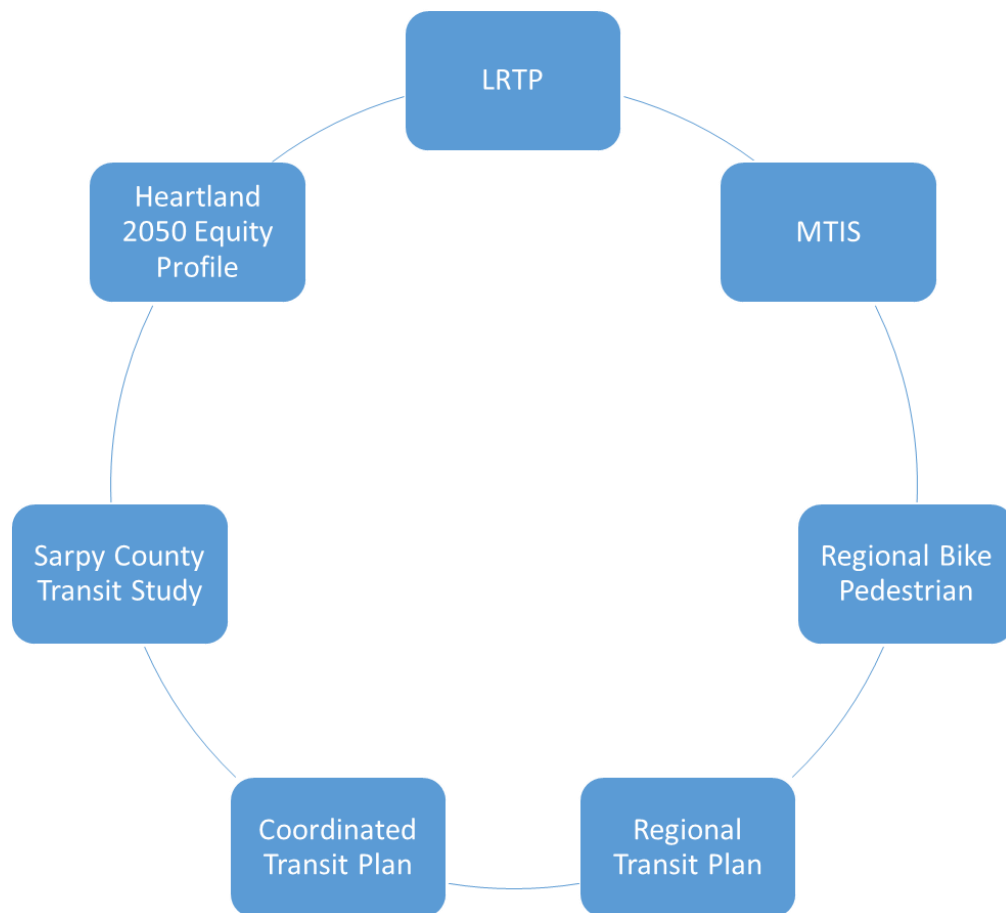 LRTP
MTIS
Regional Bike
Pedestrian
Regional
Transit Plan
Coordinated
Transit Plan
Sarpy County
Transit Study
Heartland
2050 Equity
Profile